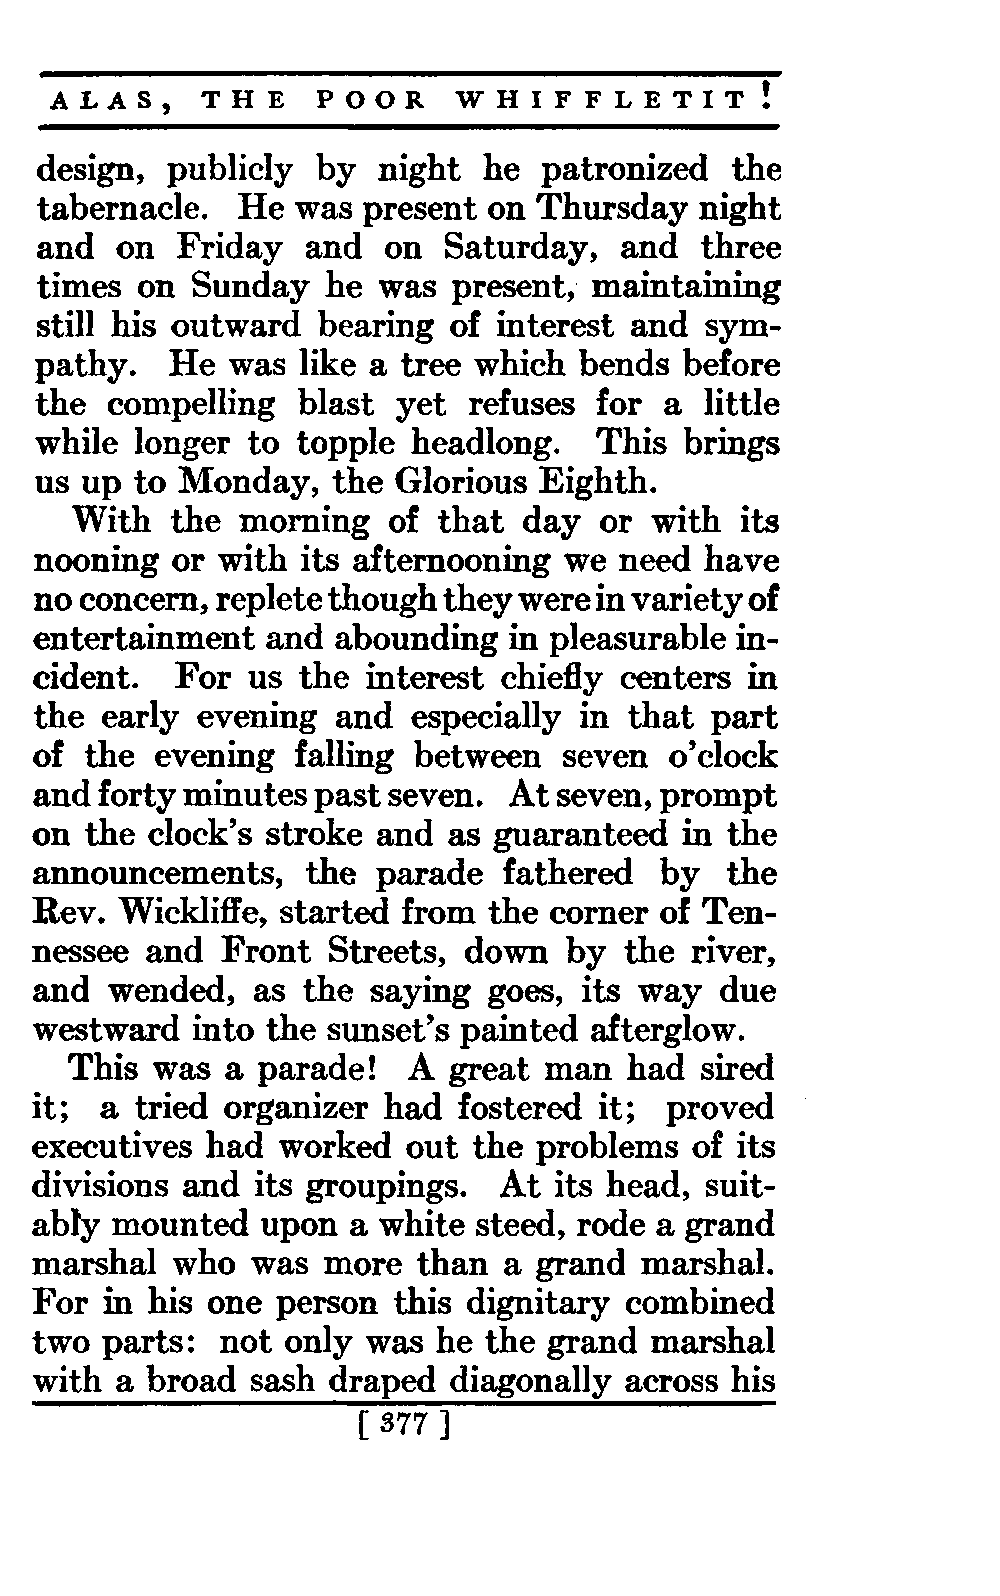 ALAS, THE POOR WHIFFLETIT!
design, publicly by night he patronized the
tabernacle. He was present on Thursday night
and on Friday and on Saturday, and three
times on Sunday he was present, maintaining
still his outward bearing of interest and sym-
pathy. He was like a tree which bends before
the compelling blast yet refuses for a little
while longer to topple headlong. This brings
us up to Monday, the Glorious Eighth.
With the morning of that day or with its
nooning or with its afternooning we need have
no concern, replete though they were in variety of
entertainment and abounding in pleasurable in-
cident. For us the interest chiefly centers in
the early evening and especially in that part
of the evening falling between seven o'clock
and forty minutes past seven. At seven, prompt
on the clock's stroke and as guaranteed in the
announcements, the parade fathered by the
Rev. Wickliffe, started from the corner of Ten-
nessee and Front Streets, down by the river,
and wended, as the saying goes, its way due
westward into the sunset's painted afterglow.
This was a parade! A great man had sired
it; a tried organizer had fostered it; proved
executives had worked out the problems of its
divisions and its groupings. At its head, suit-
ably mounted upon a white steed, rode a grand
marshal who was more than a grand marshal.
For in his one person this dignitary combined
two parts: not only was he the grand marshal
with a broad sash draped diagonally across his
[ 377 ]